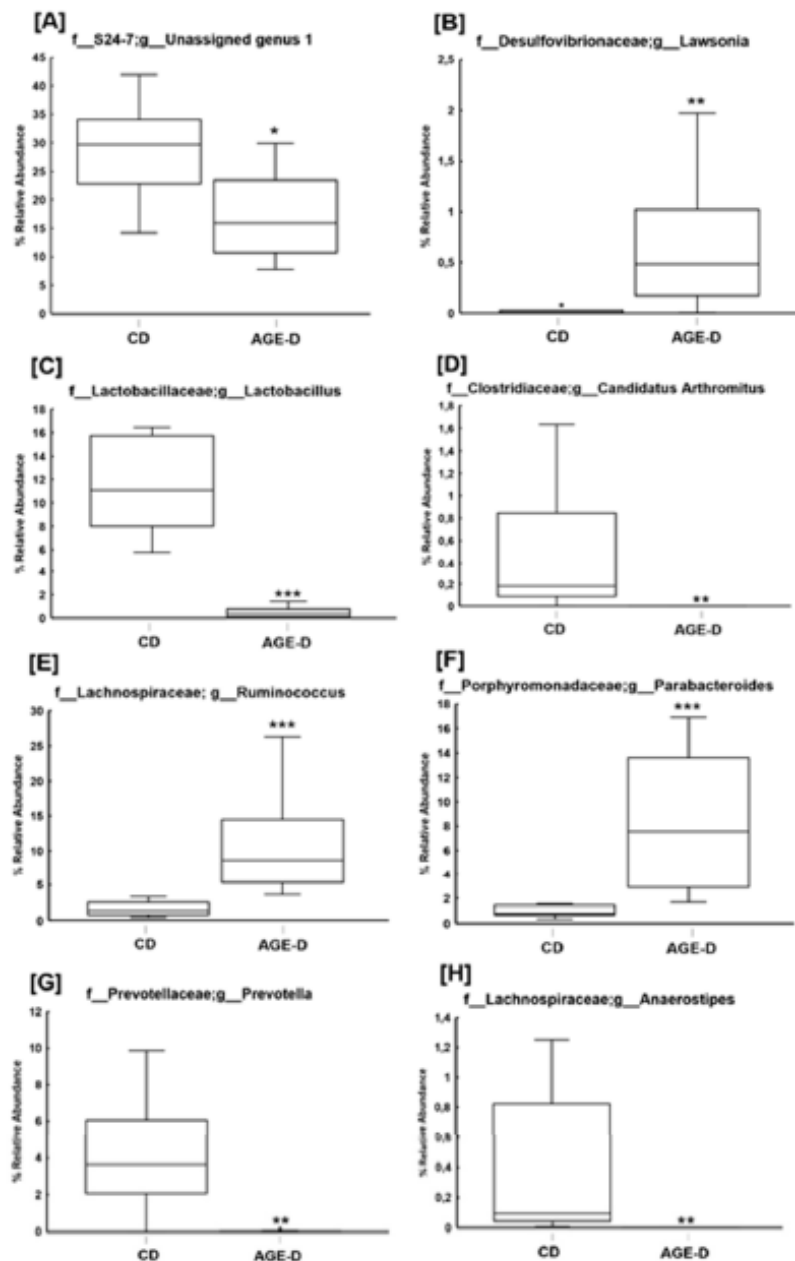 [A]
f__S24-7;g__Unassigned genus 1
% Relative Abundance
45
40
35
30
25
20
15
10
5
0
*
CD AGE-D
[B]
f__Desulfovibrionaceae;g__Lawsonia
% Relative Abundance
2,5
2
1,5
1
0,5
0
**
CD AGE-D
[C]
f__Lactobacillaceae;g__Lactobacillus
% Relative Abundance
18
16
14
12
10
8
6
4
2
0
***
CD AGE-D
[D]
f__Clostridiaceae;g__Candidatus Arthromitus
% Relative Abundance
1,8
1,6
1,4
1,2
1
0,8
0,6
0,4
0,2
0
**
CD AGE-D
[E]
f__Lachnospiraceae; g__Ruminococcus
% Relative Abundance
30
25
20
15
10
5
0
***
CD AGE-D
[F]
f__Porphyromonadaceae;g__Parabacteroides
% Relative Abundance
18
16
14
12
10
8
6
4
2
0
***
CD AGE-D
[G]
f__Prevotellaceae;g__Prevotella
% Relative Abundance
12
10
8
6
4
2
0
**
CD AGE-D
[H]
f__Lachnospiraceae;g__Anaerostipes
% Relative Abundance
1,4
1,2
1
0,8
0,6
0,4
0,2
0
**
CD AGE-D